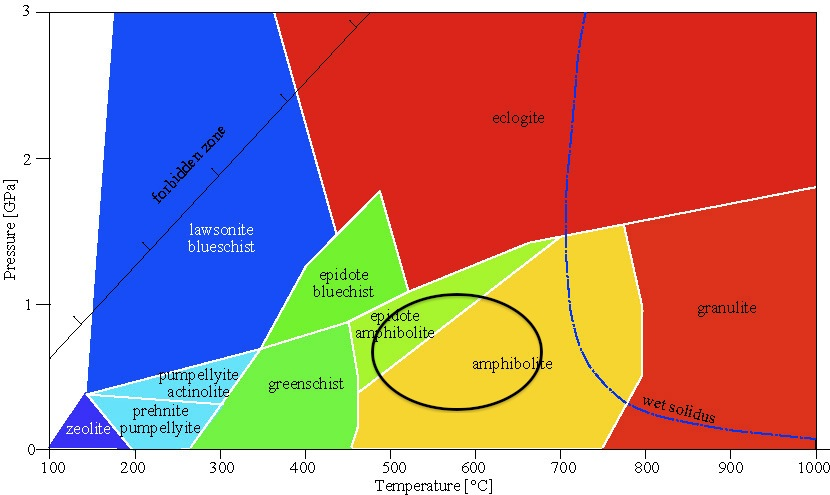 3
eclogite
forbidden zone
2
Pressure [GPa]
lawsonite
blueschist
epidote
bluechist
1
epidote
amphibolite
granulite
pumpellyite
actinolite
greenschist
amphibolite
prehnite
pumpellyite
zeolite
wet solidus
0
100 200 300 400 500 600 700 800 900 1000
Temperature [°C]